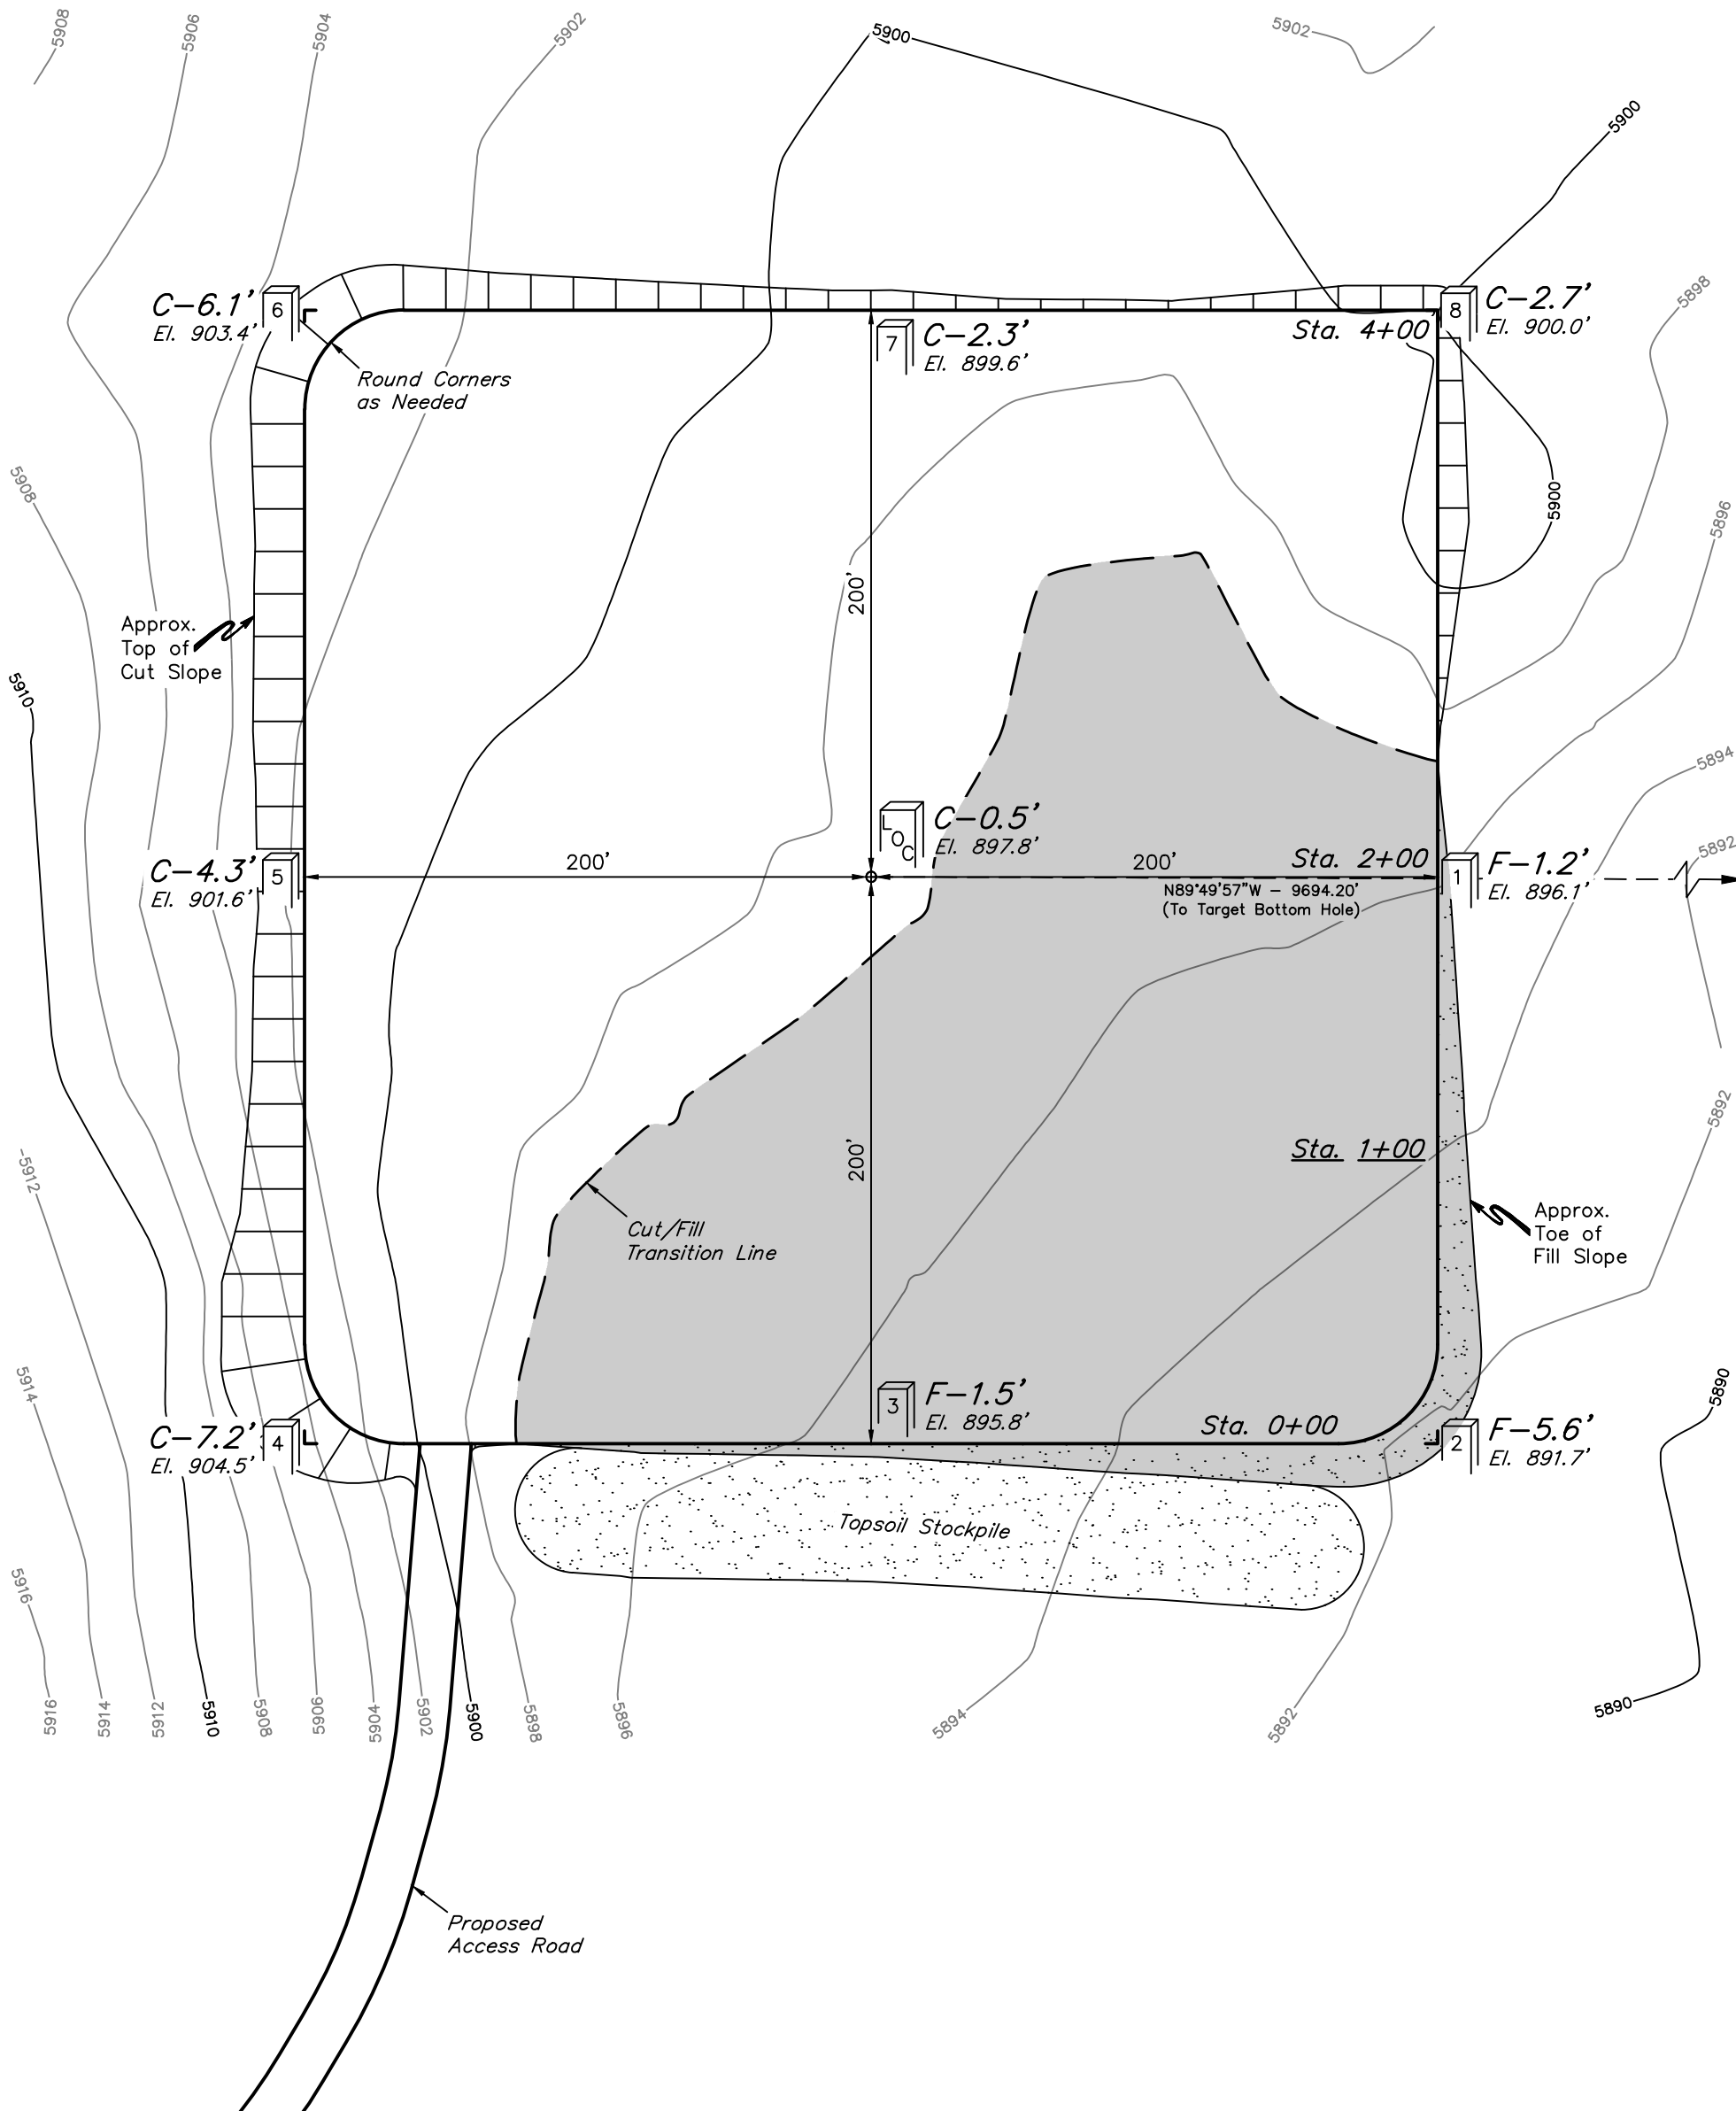 5908
5906
5904
5902
5900
5902
5900
5898
C-6.1'
El. 903.4'
6
7
C-2.3'
El. 899.6'
Sta. 4+00
8
C-2.7'
El. 900.0'
Round Corners
as Needed
5908
5900
5896
200'
Approx.
Top of
Cut Slope
5910
5894
LOC
C-0.5'
El. 897.8'
5892
C-4.3'
El. 901.6'
5
200'
200'
Sta. 2+00
N89°49'57"W - 9694.20'
(To Target Bottom Hole)
1
F-1.2'
El. 896.1'
200'
Sta. 1+00
5892
-5912
Cut/Fill
Transition Line
Approx.
Toe of
Fill Slope
5914
5890
C-7.2'
El. 904.5'
4
3
F-1.5'
El. 895.8'
Sta. 0+00
2
F-5.6'
El. 891.7'
Topsoil Stockpile
5916
5916
5914
5912
5910
5908
5906
5904
5902
5900
5898
5896
5894
5892
5890
Proposed
Access Road